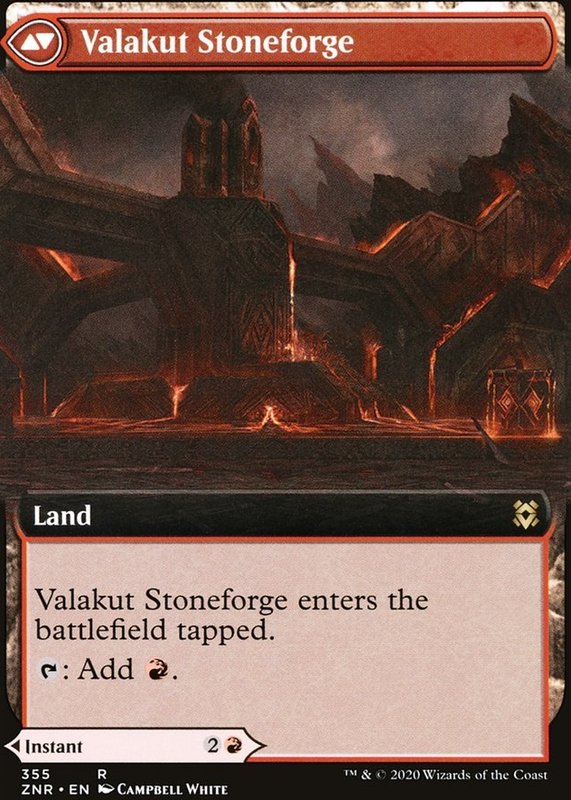 Valakut Stoneforge
Land
Valakut Stoneforge enters the
battlefield tapped.
: Add .
Instant 2
355 R
ZNR • EN CAMPBELL WHITE
™ & © 2020 Wizards of the Coast